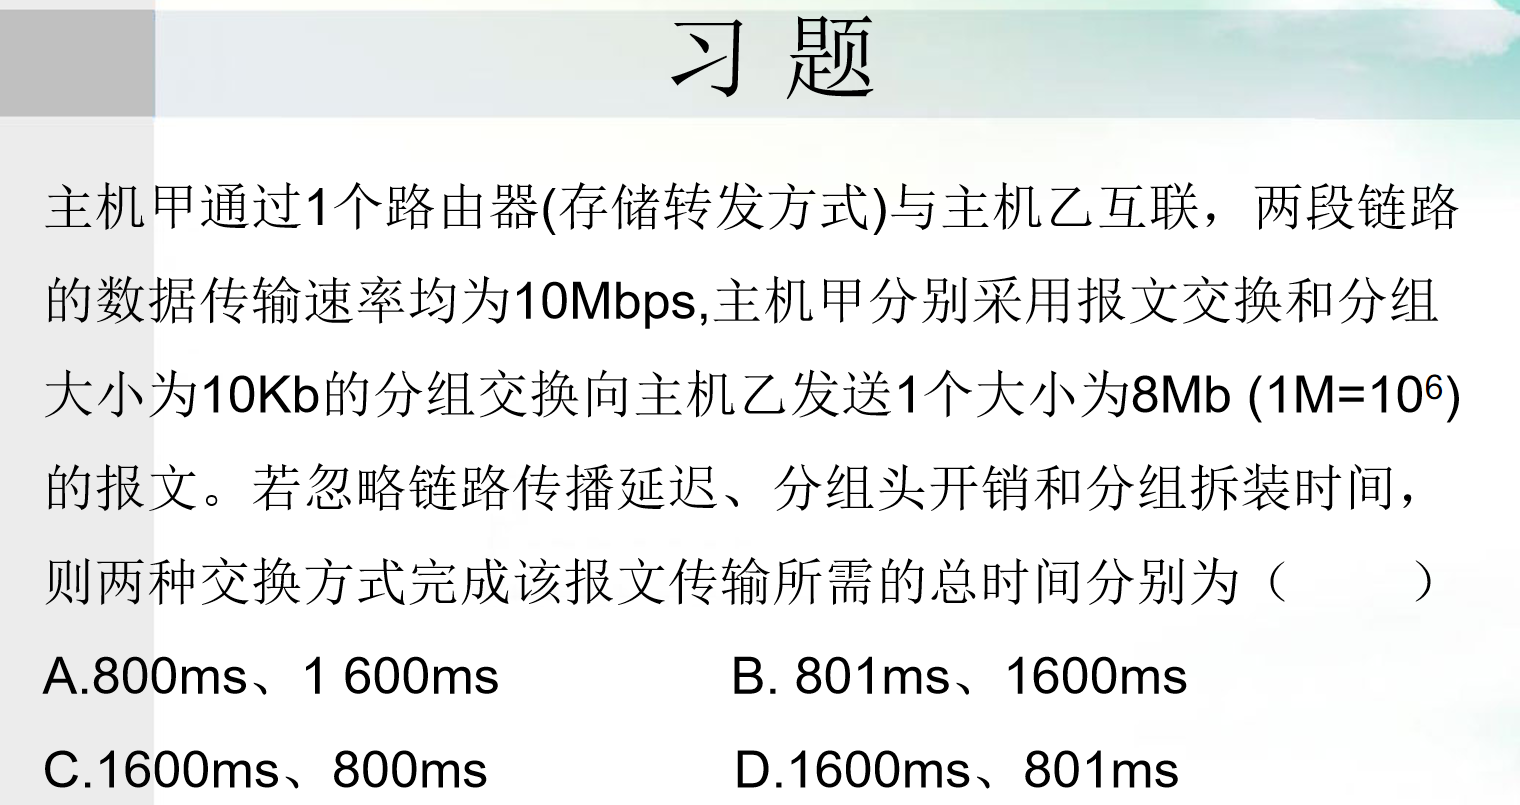 习 题
主机甲通过1个路由器(存储转发方式)与主机乙互联，两段链路
的数据传输速率均为10Mbps,主机甲分别采用报文交换和分组
大小为10Kb的分组交换向主机乙发送1个大小为8Mb (1M=10⁶)
的报文。若忽略链路传播延迟、分组头开销和分组拆装时间，
则两种交换方式完成该报文传输所需的总时间分别为（　　）
A.800ms、1 600ms B. 801ms、1600ms
C.1600ms、800ms D.1600ms、801ms